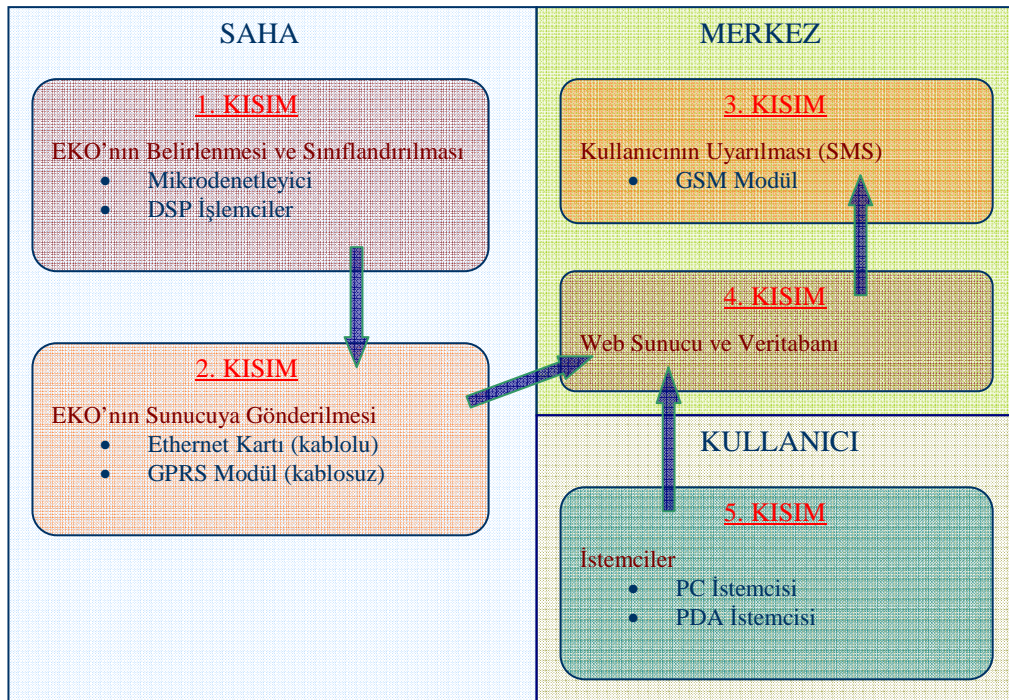 SAHA
1. KISIM
EKO’nın Belirlenmesi ve Sınıflandırılması
• Mikrodenetleyici
• DSP İşlemciler
2. KISIM
EKO’nın Sunucuya Gönderilmesi
• Ethernet Kartı (kablolu)
• GPRS Modül (kablosuz)
MERKEZ
3. KISIM
Kullanıcının Uyarılması (SMS)
• GSM Modül
4. KISIM
Web Sunucu ve Veritabanı
KULLANICI
5. KISIM
İstemciler
• PC İstemcisi
• PDA İstemcisi